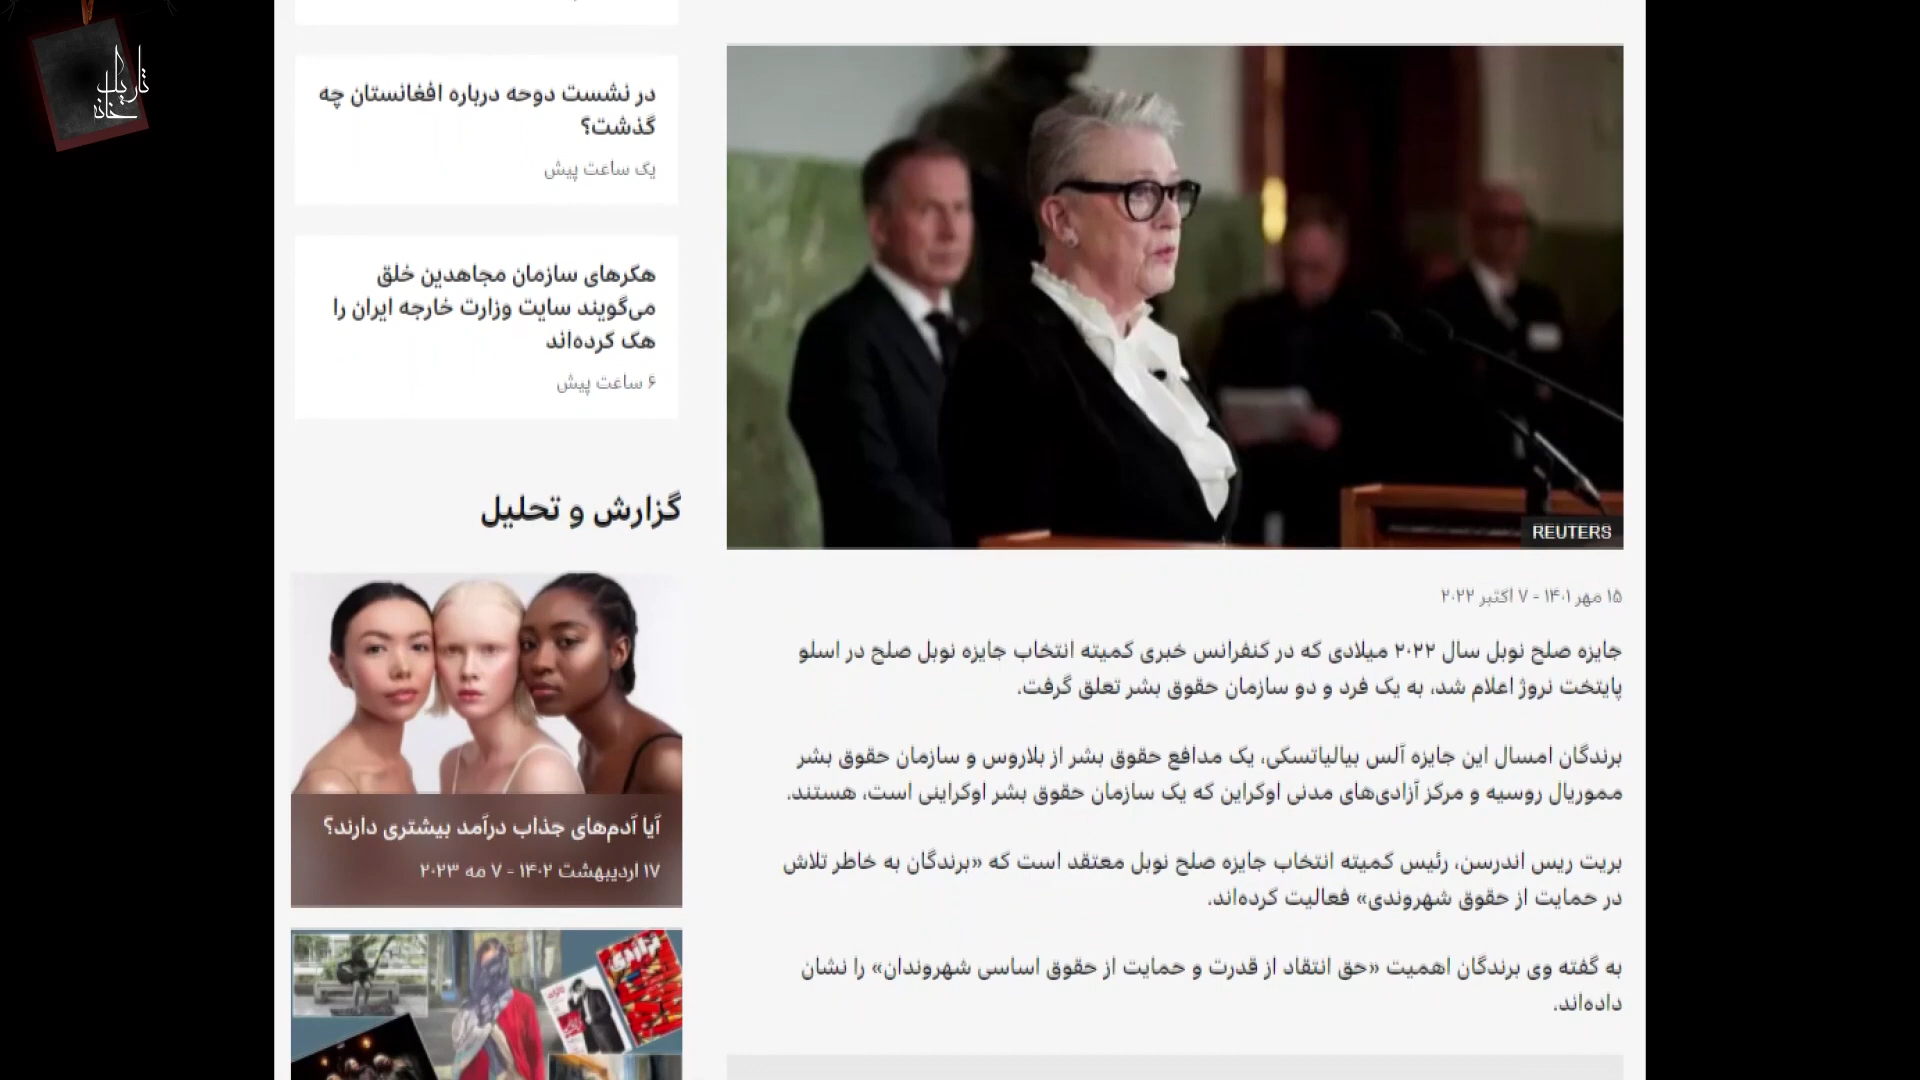 تاریک
خانه
REUTERS
۱۵ مهر ۱۴۰۱ - ۷ اکتبر ۲۰۲۲
جایزه صلح نوبل سال ۲۰۲۲ میلادی که در کنفرانس خبری کمیته انتخاب جایزه نوبل صلح در اسلو
پایتخت نروژ اعلام شد، به یک فرد و دو سازمان حقوق بشر تعلق گرفت.
برندگان امسال این جایزه آلس بیالیاتسکی، یک مدافع حقوق بشر از بلاروس و سازمان حقوق بشر
مموریال روسیه و مرکز آزادی‌های مدنی اوکراین که یک سازمان حقوق بشر اوکراینی است، هستند.
بریت ریس اندرسن، رئیس کمیته انتخاب جایزه صلح نوبل معتقد است که «برندگان به خاطر تلاش
در حمایت از حقوق شهروندی» فعالیت کرده‌اند.
به گفته وی برندگان اهمیت «حق انتقاد از قدرت و حمایت از حقوق اساسی شهروندان» را نشان
داده‌اند.
در نشست دوحه درباره افغانستان چه
گذشت؟
یک ساعت پیش
هکرهای سازمان مجاهدین خلق
می‌گویند سایت وزارت خارجه ایران را
هک کرده‌اند
۶ ساعت پیش
گزارش و تحلیل
آیا آدم‌های جذاب درآمد بیشتری دارند؟
۱۷ اردیبهشت ۱۴۰۲ - ۷ مه ۲۰۲۳